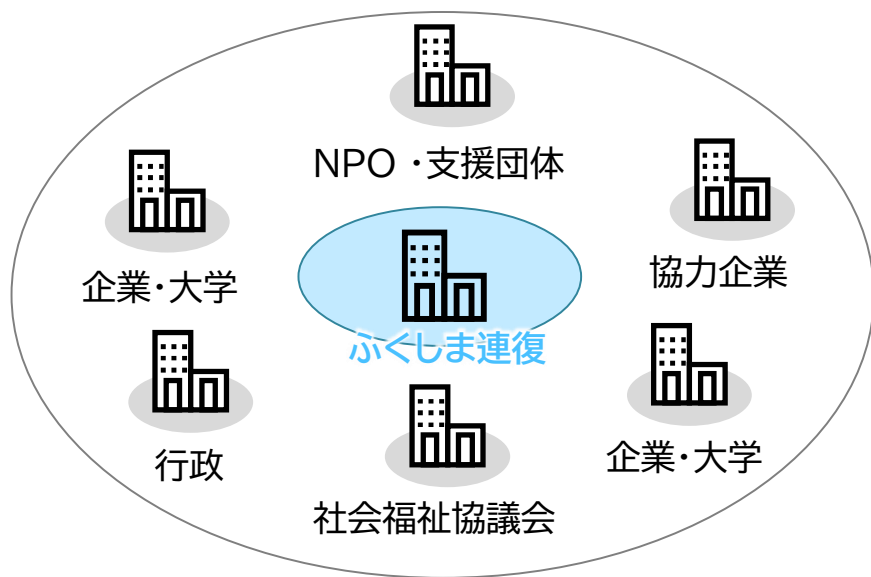 NPO ・支援団体
企業・大学
協力企業
ふくしま連復
行政
企業・大学
社会福祉協議会